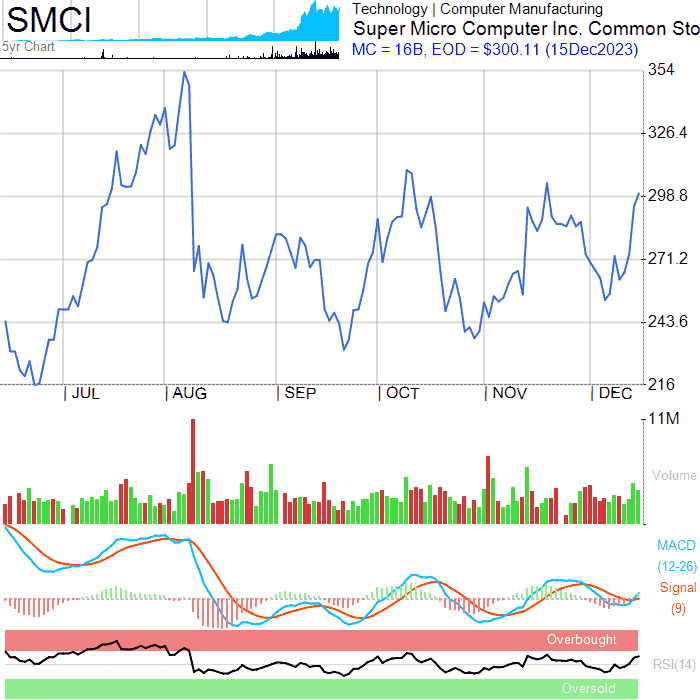 SMCI
5yr Chart
Technology | Computer Manufacturing
Super Micro Computer Inc. Common Sto
MC = 16B, EOD = $300.11 (15Dec2023)
354
326.4
298.8
271.2
243.6
216
JUL AUG SEP OCT NOV DEC
11M
Volume
MACD
(12-26)
Signal
(9)
Overbought
RSI(14)
Oversold